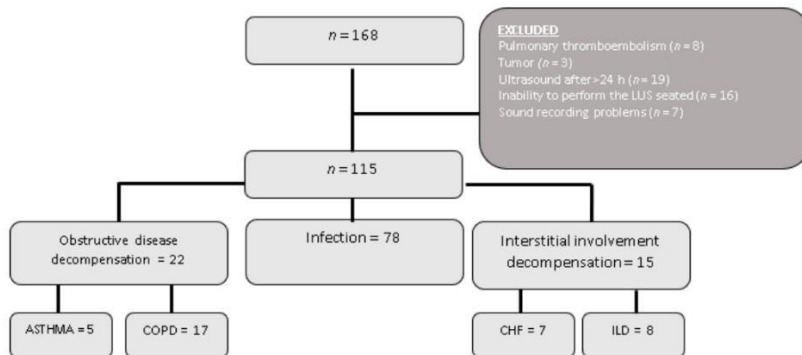 n = 168
EXCLUDED
Pulmonary thromboembolism (n = 8)
Tumor (n = 3)
Ultrasound after >24 h (n = 19)
Inability to perform the LUS seated (n = 16)
Sound recording problems (n = 7)
n = 115
Obstructive disease
decompensation = 22
Infection = 78
Interstitial involvement
decompensation = 15
ASTHMA = 5
COPD = 17
CHF = 7
ILD = 8